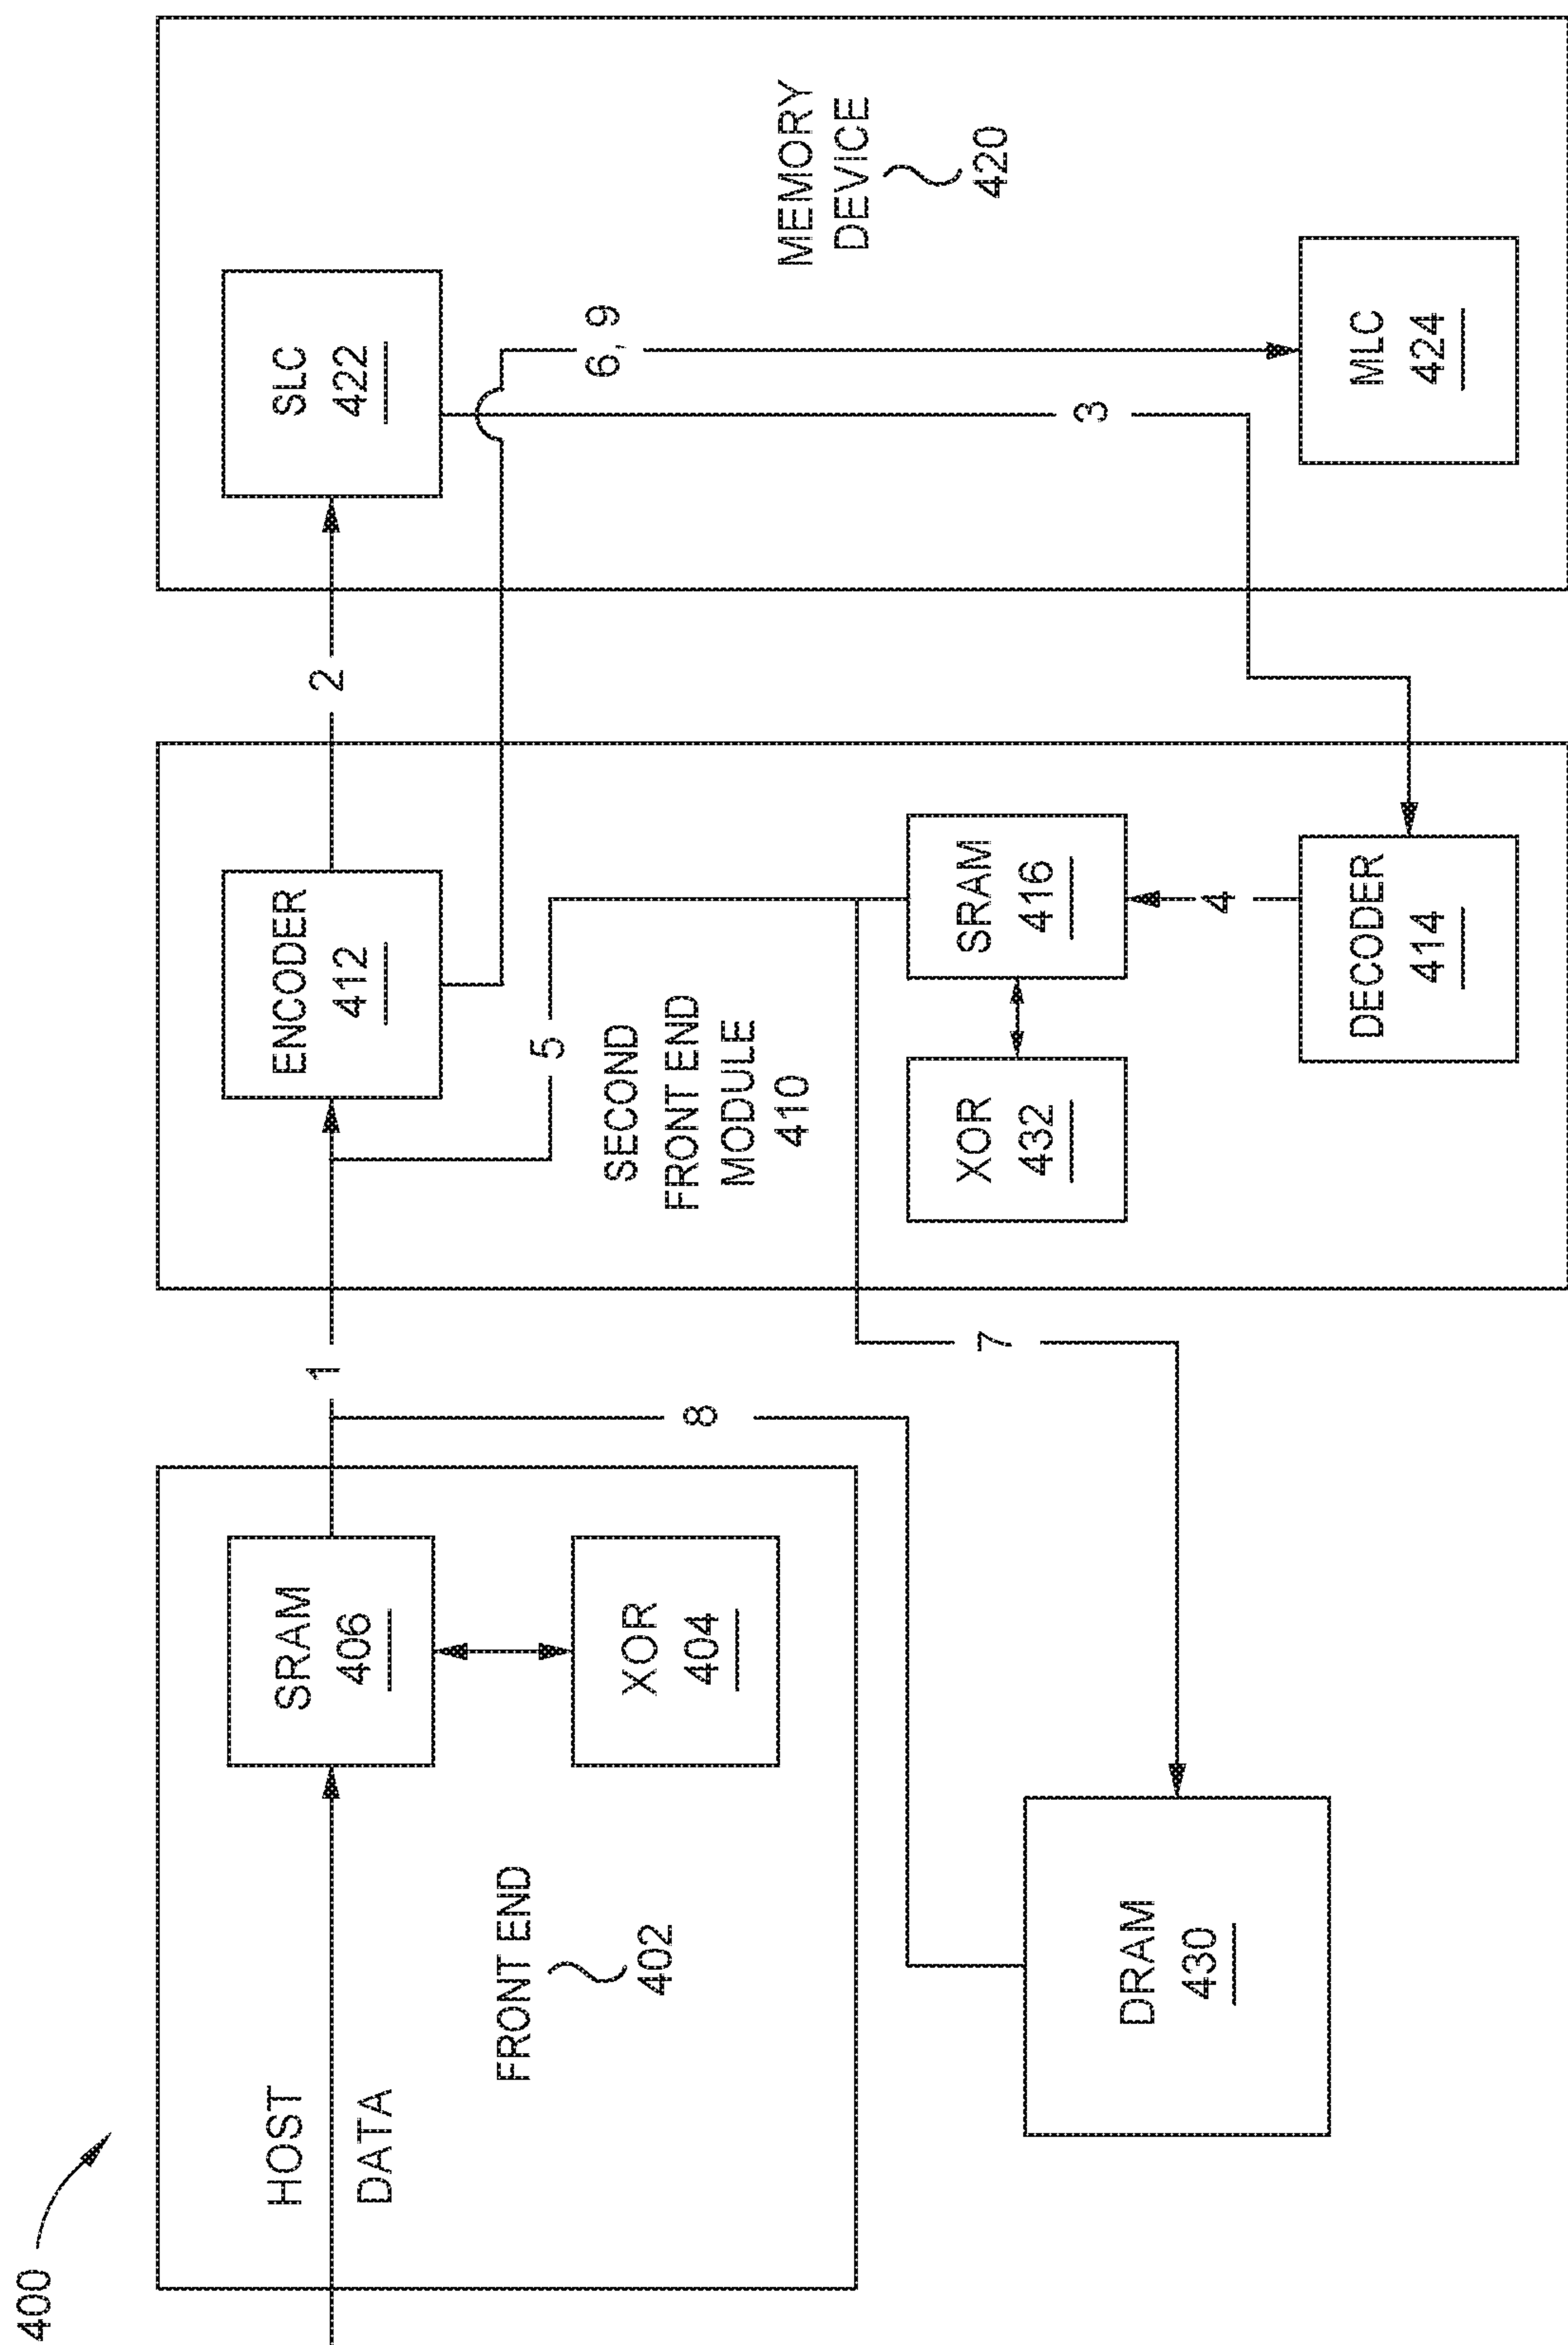 400
HOST
DATA
FRONT END
402
SRAM
406
XOR
404
DRAM
430
1
8
7
ENCODER
412
5
SECOND
FRONT END
MODULE
410
XOR
432
SRAM
416
4
DECODER
414
2
SLC
422
6, 9
3
MEMORY
DEVICE
420
MLC
424